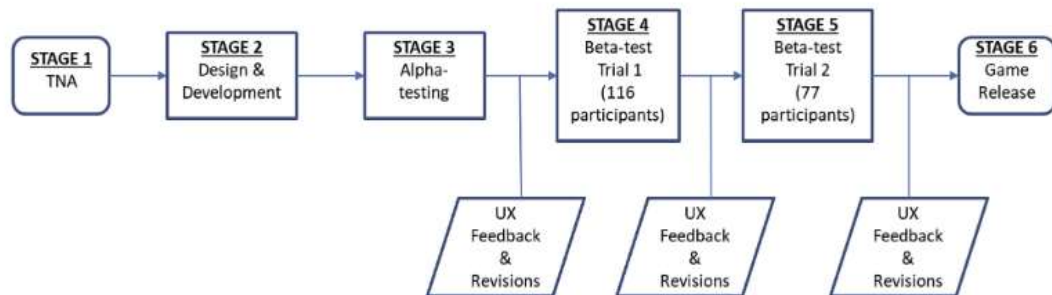 STAGE 1
TNA
STAGE 2
Design &
Development
STAGE 3
Alpha-
testing
STAGE 4
Beta-test
Trial 1
(116
participants)
STAGE 5
Beta-test
Trial 2
(77
participants)
STAGE 6
Game
Release
UX
Feedback
&
Revisions
UX
Feedback
&
Revisions
UX
Feedback
&
Revisions